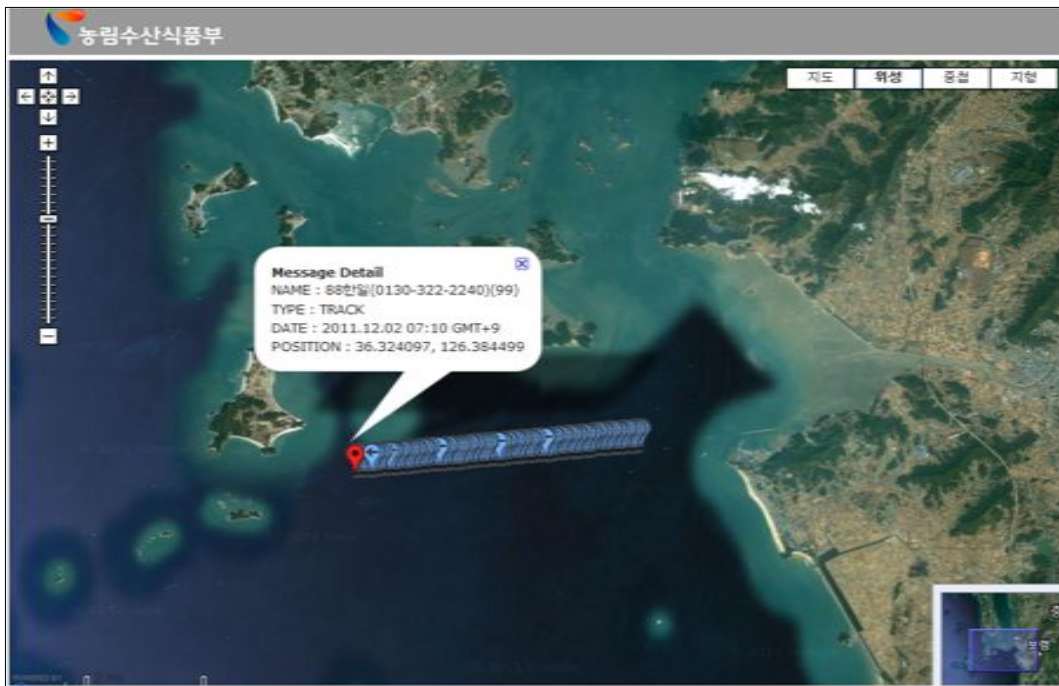 농림수산식품부
지도 위성 중첩 지형
Message Detail
NAME : 88한일(0130-322-2240)(99)
TYPE : TRACK
DATE : 2011.12.02 07:10 GMT+9
POSITION : 36.324097, 126.384499
보령